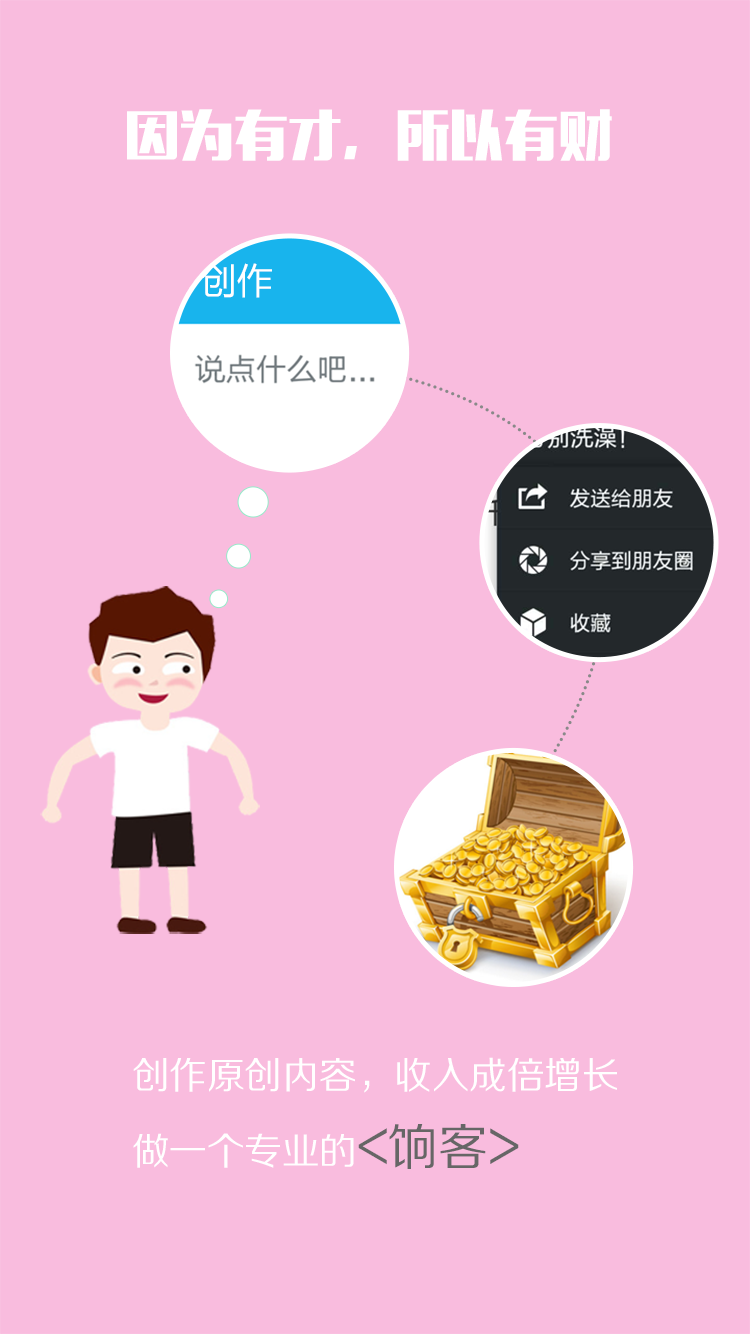 因为有才，所以有财
创作
说点什么吧...
别洗澡！
发送给朋友
分享到朋友圈
收藏
创作原创内容，收入成倍增长
做一个专业的<饷客>